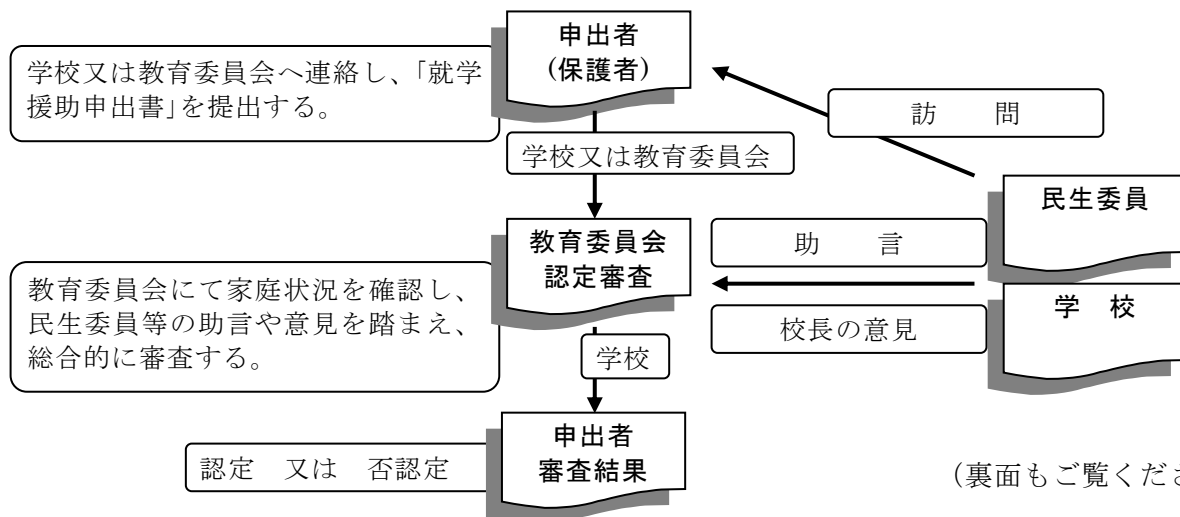 申出者
(保護者)
学校又は教育委員会へ連絡し、「就学
援助申出書」を提出する。
訪　　問
学校又は教育委員会
民生委員
教育委員会
認定審査
助　　言
教育委員会にて家庭状況を確認し、
民生委員等の助言や意見を踏まえ、
総合的に審査する。
学　校
校長の意見
学校
申出者
審査結果
認定　又は　否認定
(裏面もご覧くださ